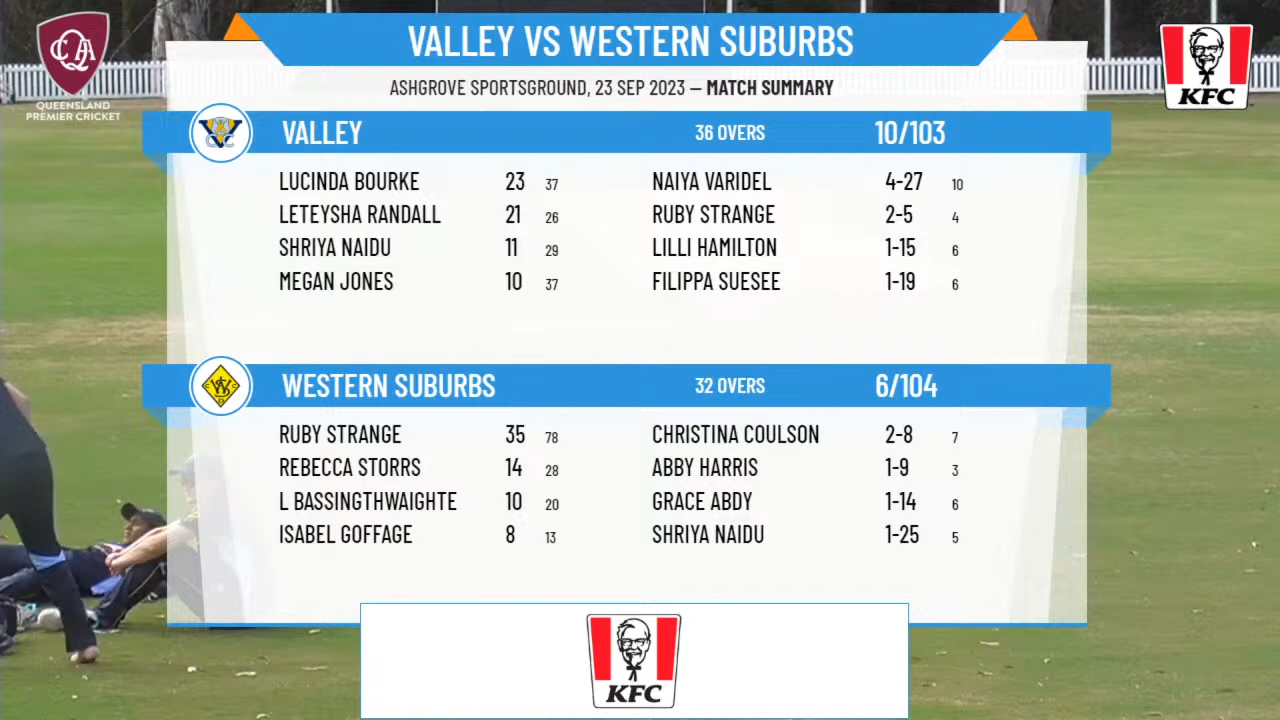 VALLEY VS WESTERN SUBURBS
ASHGROVE SPORTSGROUND, 23 SEP 2023 – MATCH SUMMARY
QUEENSLAND
PREMIER CRICKET
KFC
VALLEY 36 OVERS 10/103
LUCINDA BOURKE 23 37 NAIYA VARIDEL 4-27 10
LETEYSHA RANDALL 21 26 RUBY STRANGE 2-5 4
SHRIYA NAIDU 11 29 LILLI HAMILTON 1-15 6
MEGAN JONES 10 37 FILIPPA SUESEE 1-19 6
WESTERN SUBURBS 32 OVERS 6/104
RUBY STRANGE 35 78 CHRISTINA COULSON 2-8 7
REBECCA STORRS 14 28 ABBY HARRIS 1-9 3
L BASSINGTHWAIGHTE 10 20 GRACE ABDY 1-14 6
ISABEL GOFFAGE 8 13 SHRIYA NAIDU 1-25 5
KFC